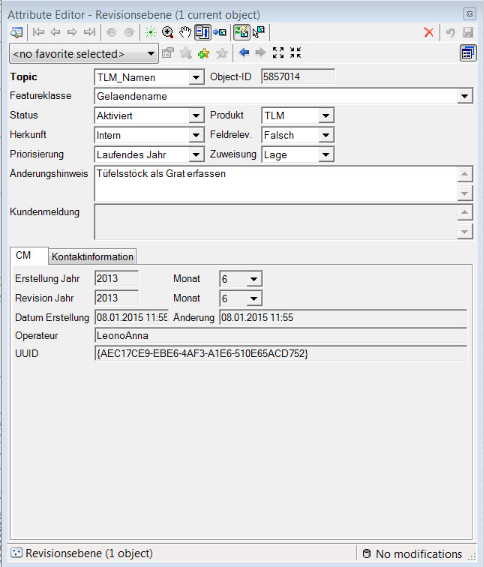 Attribute Editor - Revisionsebene (1 current object)
<no favorite selected>
Topic TLM_Namen Object-ID 5857014
Featureklasse Gelaendename
Status Aktiviert Produkt TLM
Herkunft Intern Feldrelev. Falsch
Priorisierung Laufendes Jahr Zuweisung Lage
Änderungshinweis Tüfelsstöck als Grat erfassen
Kundenmeldung
CM Kontaktinformation
Erstellung Jahr 2013 Monat 6
Revision Jahr 2013 Monat 6
Datum Erstellung 08.01.2015 11:55 Änderung 08.01.2015 11:55
Operateur LeonoAnna
UUID {AEC17CE9-EBE6-4AF3-A1E6-510E65ACD752}
Revisionsebene (1 object) No modifications